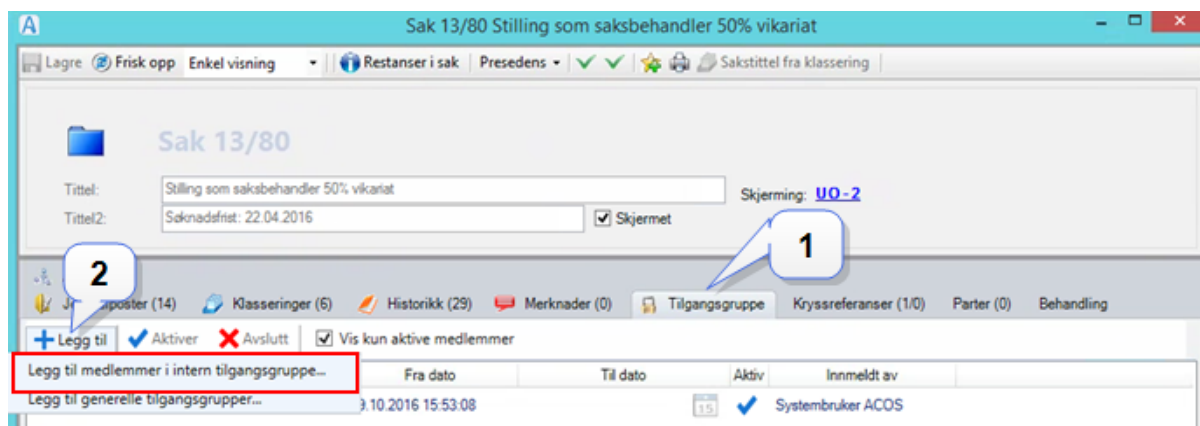 A Sak 13/80 Stilling som saksbehandler 50% vikariat
Lagre Frisk opp Enkel visning Restanser i sak Presedens Sakstittel fra klassering
Sak 13/80
Tittel: Stilling som saksbehandler 50% vikariat Skjerming: UO-2
Tittel2: Søknadsfrist: 22.04.2016 Skjermet
1
2
(14) Klasseringer (6) Historikk (29) Merknader (0) Tilgangsgruppe Kryssreferanser (1/0) Parter (0) Behandling
Legg til Aktiver Avslutt Vis kun aktive medlemmer
Legg til medlemmer i intern tilgangsgruppe... Fra dato Til dato Aktiv Innmeldt av
Legg til generelle tilgangsgrupper... 9.10.2016 15:53:08 15 Systembruker ACOS